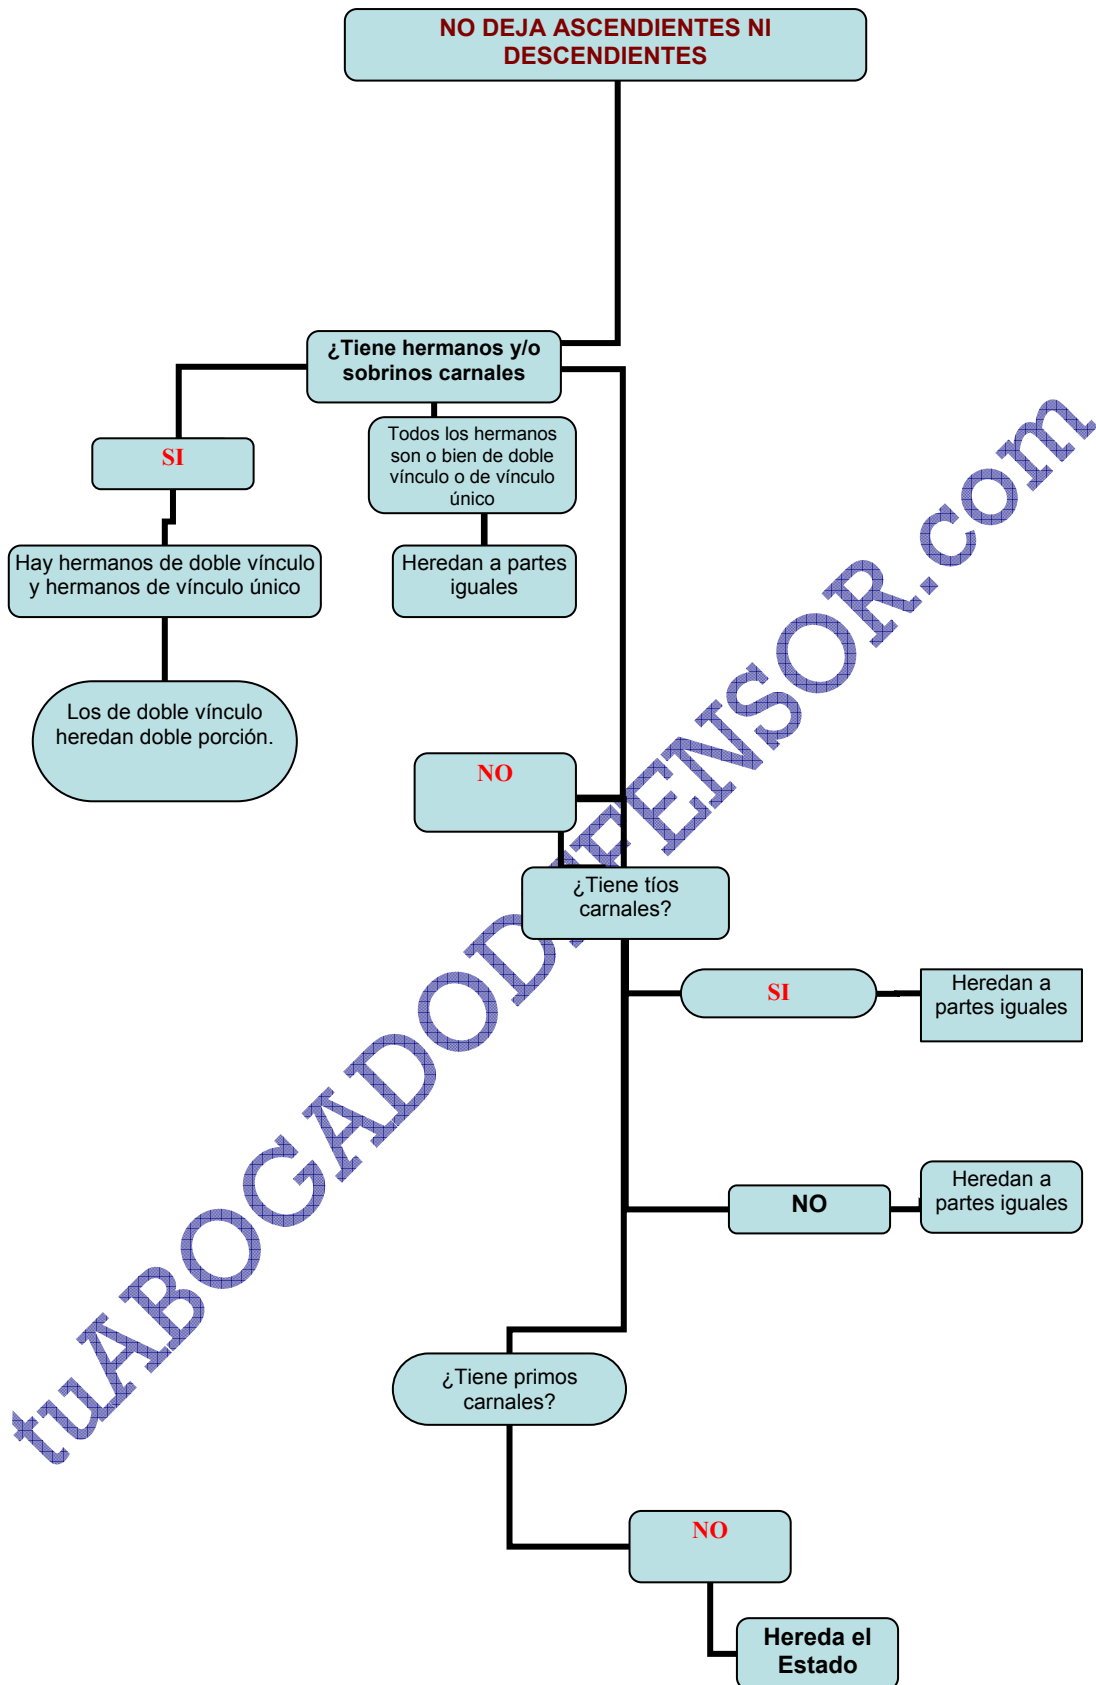 NO DEJA ASCENDIENTES NI
DESCENDIENTES
¿Tiene hermanos y/o
sobrinos carnales
SI
Todos los hermanos
son o bien de doble
vínculo o de vínculo
único
Hay hermanos de doble vínculo
y hermanos de vínculo único
Heredan a partes
iguales
Los de doble vínculo
heredan doble porción.
NO
¿Tiene tíos
carnales?
SI
Heredan a
partes iguales
NO
Heredan a
partes iguales
¿Tiene primos
carnales?
NO
Hereda el
Estado
tuABOGADODEFENSOR.com